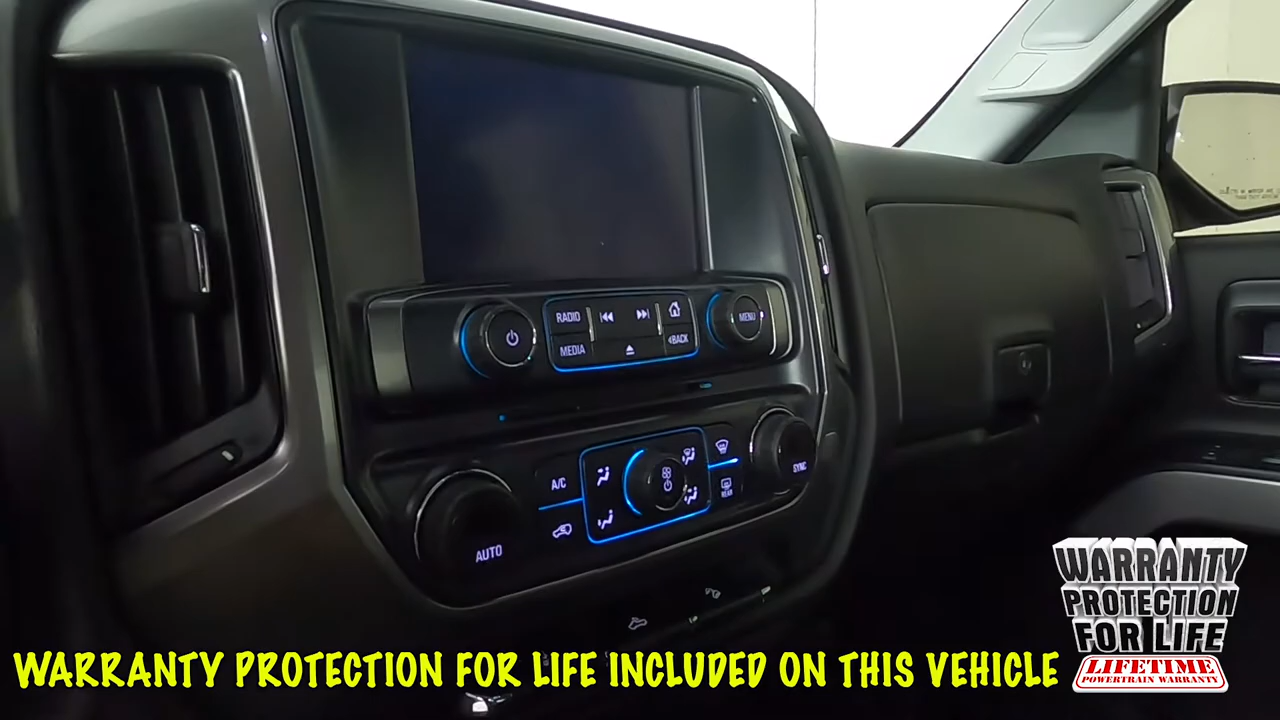 RADIO
MENU
MEDIA
<BACK
A/C
SYNC
REAR
AUTO
WARRANTY
PROTECTION
FOR LIFE
LIFETIME
POWERTRAIN WARRANTY
WARRANTY PROTECTION FOR LIFE INCLUDED ON THIS VEHICLE